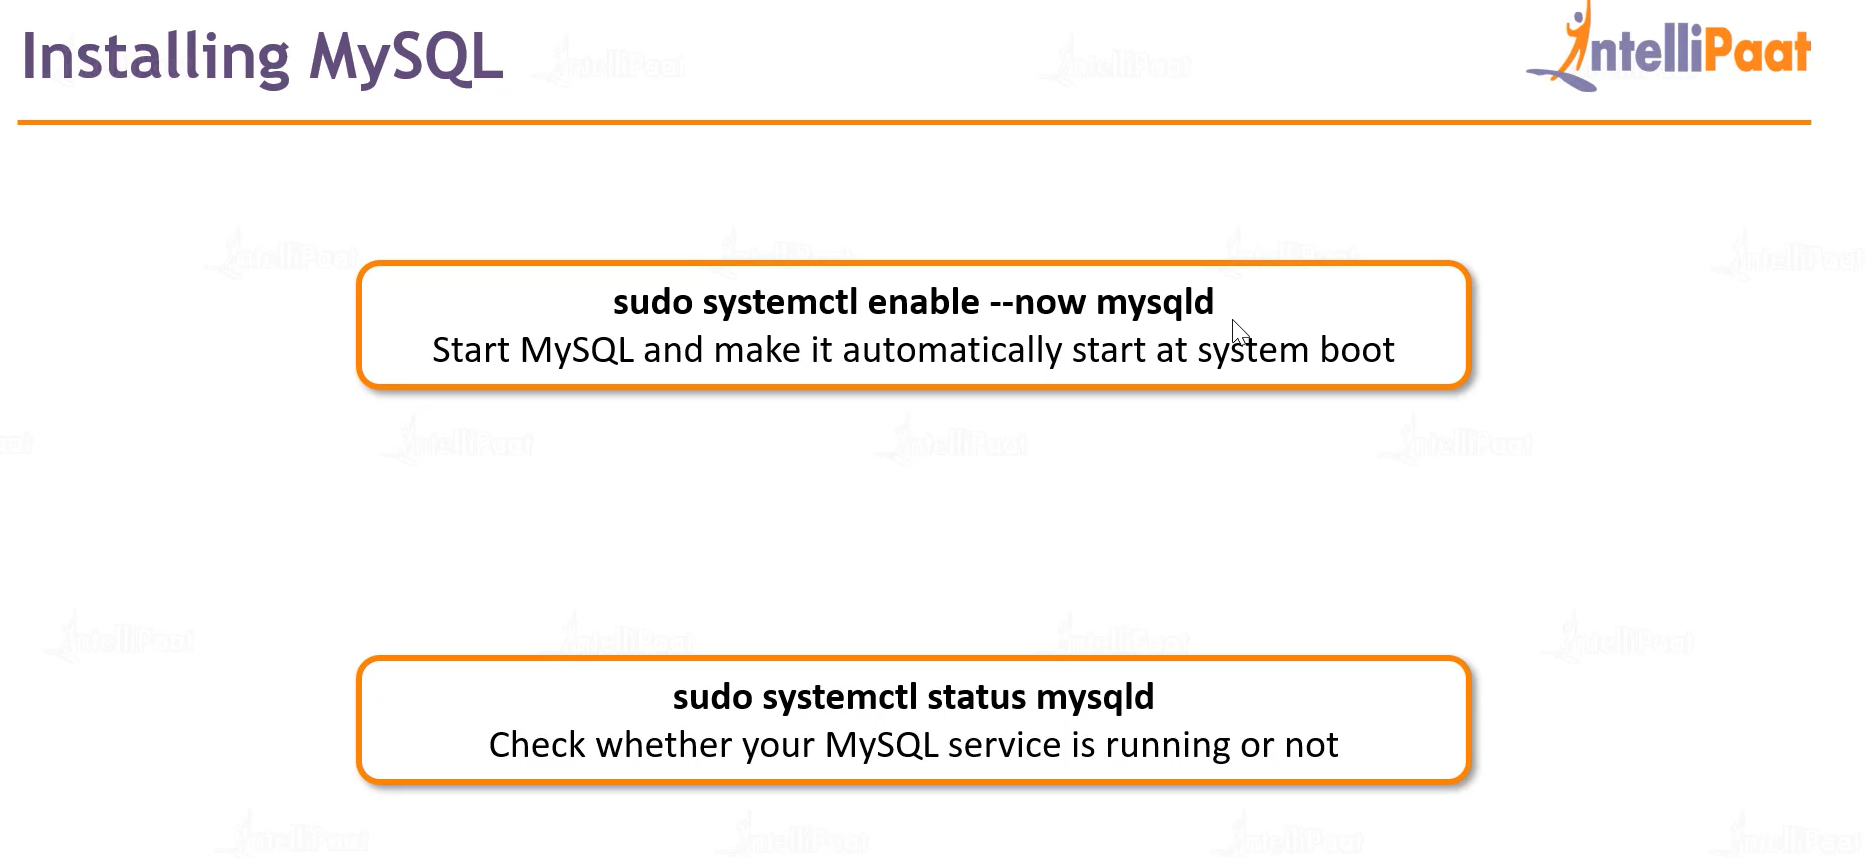 Installing MySQL
IntelliPaat
sudo systemctl enable --now mysqld
Start MySQL and make it automatically start at system boot
sudo systemctl status mysqld
Check whether your MySQL service is running or not